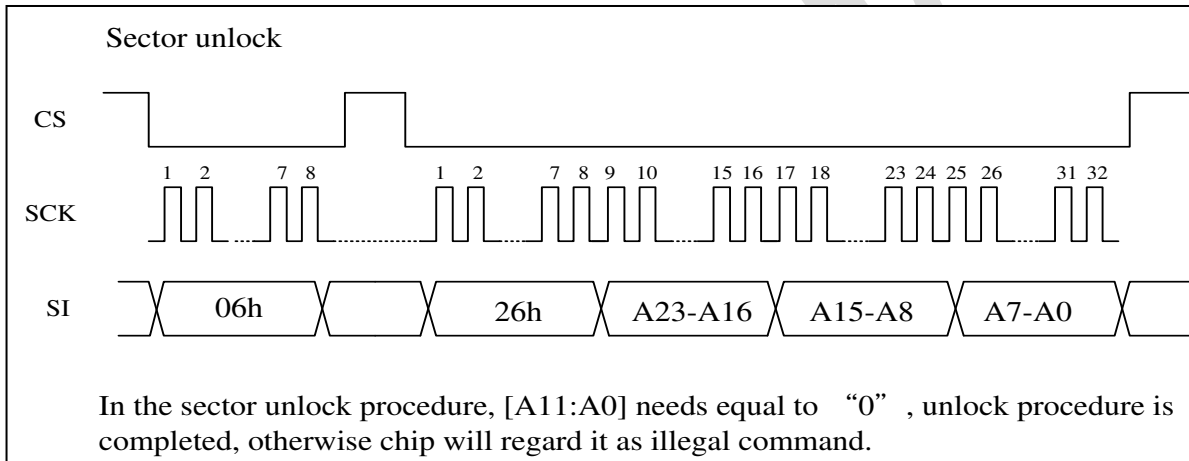 Sector unlock
CS
1 2 7 8 1 2 7 8 9 10 15 16 17 18 23 24 25 26 31 32
SCK
SI 06h 26h A23-A16 A15-A8 A7-A0
In the sector unlock procedure, [A11:A0] needs equal to “0”, unlock procedure is
completed, otherwise chip will regard it as illegal command.